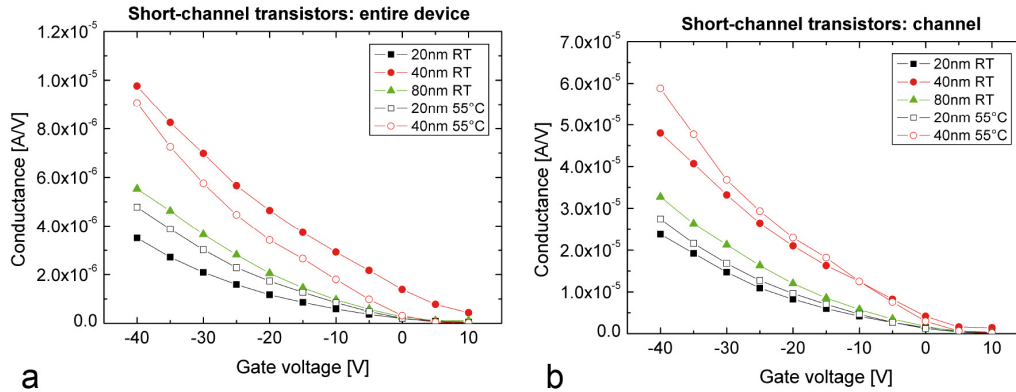 Short-channel transistors: entire device
1.2x10⁻⁵
1.0x10⁻⁵
8.0x10⁻⁶
6.0x10⁻⁶
4.0x10⁻⁶
2.0x10⁻⁶
0.0
Conductance [A/V]
20nm RT
40nm RT
80nm RT
20nm 55°C
40nm 55°C
-40 -30 -20 -10 0 10
Gate voltage [V]
a
Short-channel transistors: channel
7.0x10⁻⁵
6.0x10⁻⁵
5.0x10⁻⁵
4.0x10⁻⁵
3.0x10⁻⁵
2.0x10⁻⁵
1.0x10⁻⁵
0.0
Conductance [A/V]
20nm RT
40nm RT
80nm RT
20nm 55°C
40nm 55°C
-40 -30 -20 -10 0 10
Gate voltage [V]
b